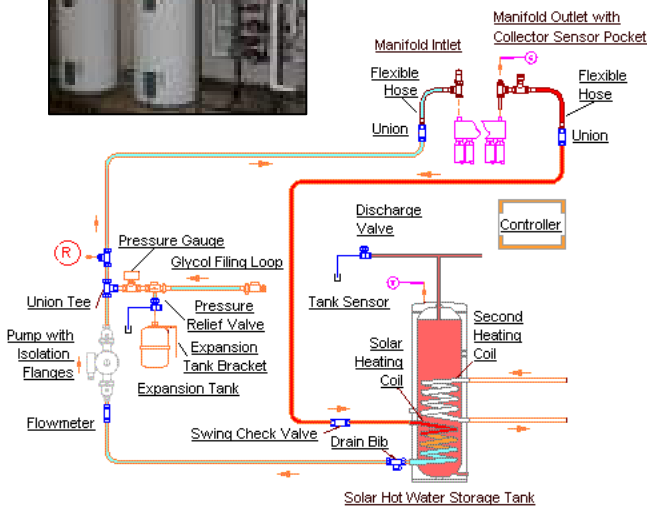 Manifold Outlet with
Collector Sensor Pocket
Manifold Intlet
Flexible
Hose
Flexible
Hose
Union
Union
Discharge
Valve
Controller
R
Pressure Gauge
Glycol Filing Loop
Union Tee
Pressure
Relief Valve
Tank Sensor
Second
Heating
Coil
Pump with
Isolation
Flanges
Expansion
Tank Bracket
Solar
Heating
Coil
Expansion Tank
Flowmeter
Swing Check Valve
Drain Bib
Solar Hot Water Storage Tank